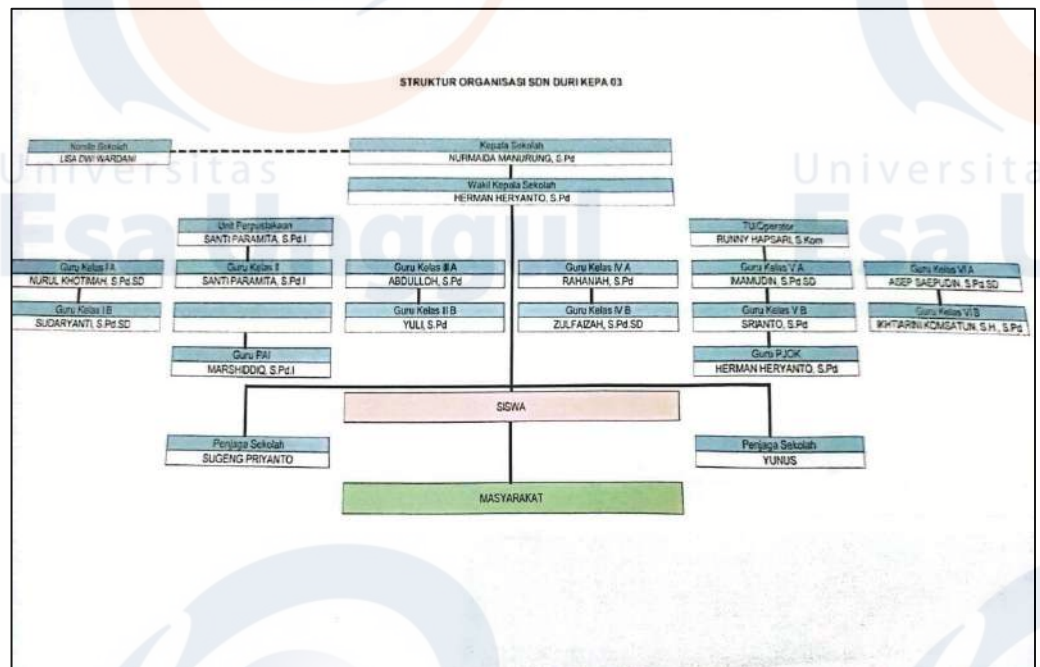 STRUKTUR ORGANISASI SDN DURI KEPA 03
Komite Sekolah
LISA DWI WARDANI
Kepala Sekolah
NURMAIDA MANURUNG, S.Pd
Wakil Kepala Sekolah
HERMAN HERYANTO, S.Pd
Universitas
Esa Unggul
Universita
Esa U
Unit Perpustakaan
SANTI PARAMITA, S.Pd.I
TU/Operator
RUNNY HAPSARI, S.Kom
Guru Kelas I A
NURUL KHOTIMAH, S.Pd.SD
Guru Kelas II
SANTI PARAMITA, S.Pd.I
Guru Kelas III A
ABDULLOH, S.Pd
Guru Kelas IV A
RAHANIAH, S.Pd
Guru Kelas V A
IMAMUDIN, S.Pd.SD
Guru Kelas VI A
ASEP SAEPUDIN, S.Pd.SD
Guru Kelas I B
SUDARYANTI, S.Pd.SD
Guru Kelas III B
YULI, S.Pd
Guru Kelas IV B
ZULFAIZAH, S.Pd.SD
Guru Kelas V B
SRIANTO, S.Pd
Guru Kelas VI B
IKHTIARINI KOMSATUN, S.H., S.Pd
Guru PAI
MARSHIDDIQ, S.Pd.I
Guru PJOK
HERMAN HERYANTO, S.Pd
SISWA
Penjaga Sekolah
SUGENG PRIYANTO
Penjaga Sekolah
YUNUS
MASYARAKAT